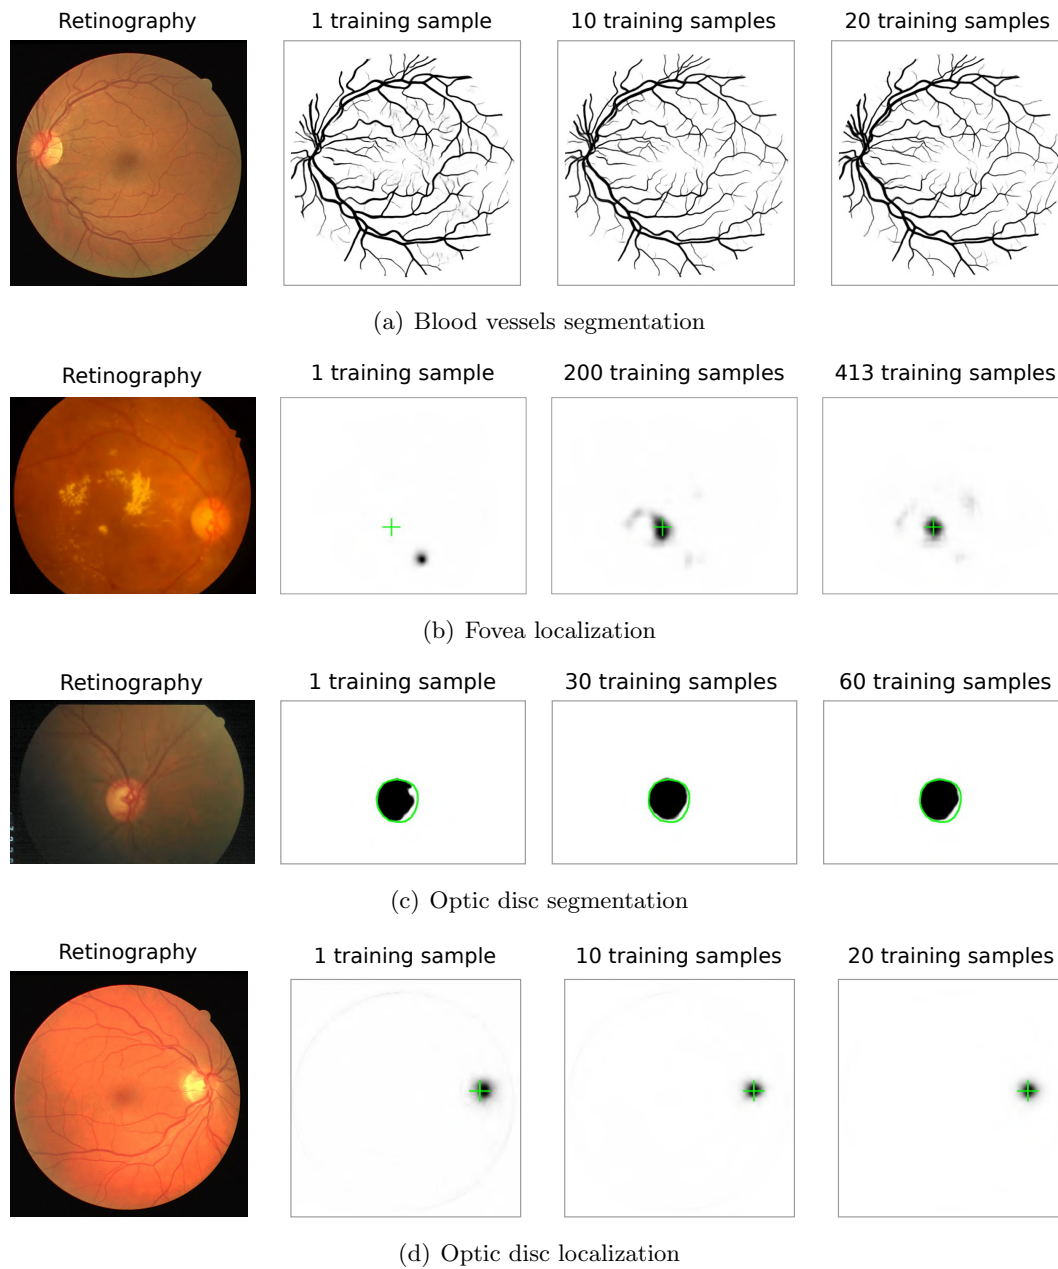 Retinography 1 training sample 10 training samples 20 training samples
(a) Blood vessels segmentation
Retinography 1 training sample 200 training samples 413 training samples
(b) Fovea localization
Retinography 1 training sample 30 training samples 60 training samples
(c) Optic disc segmentation
Retinography 1 training sample 10 training samples 20 training samples
(d) Optic disc localization